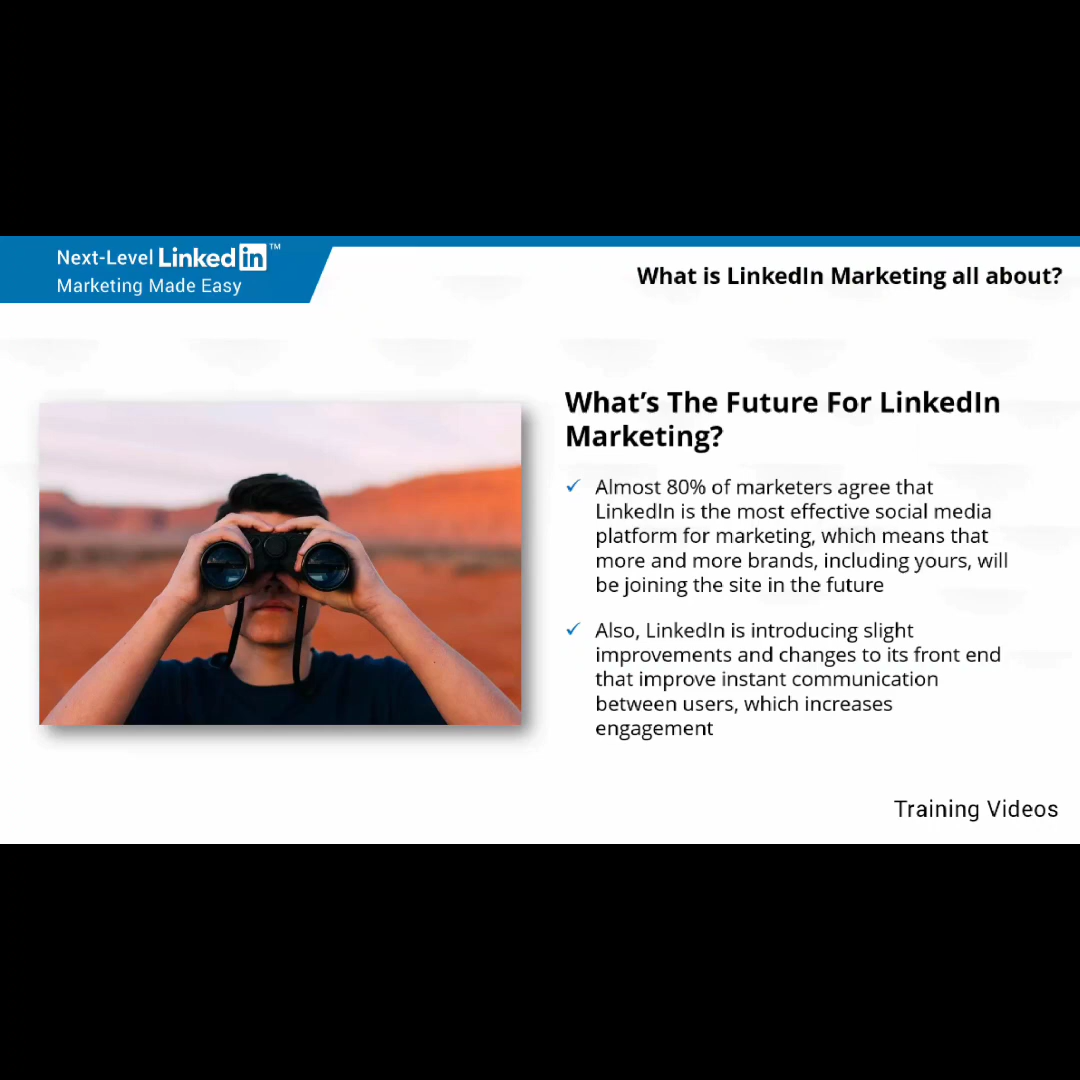 Next-Level Linkedin™
Marketing Made Easy
What is LinkedIn Marketing all about?
What's The Future For LinkedIn
Marketing?
✓ Almost 80% of marketers agree that
LinkedIn is the most effective social media
platform for marketing, which means that
more and more brands, including yours, will
be joining the site in the future
✓ Also, LinkedIn is introducing slight
improvements and changes to its front end
that improve instant communication
between users, which increases
engagement
Training Videos